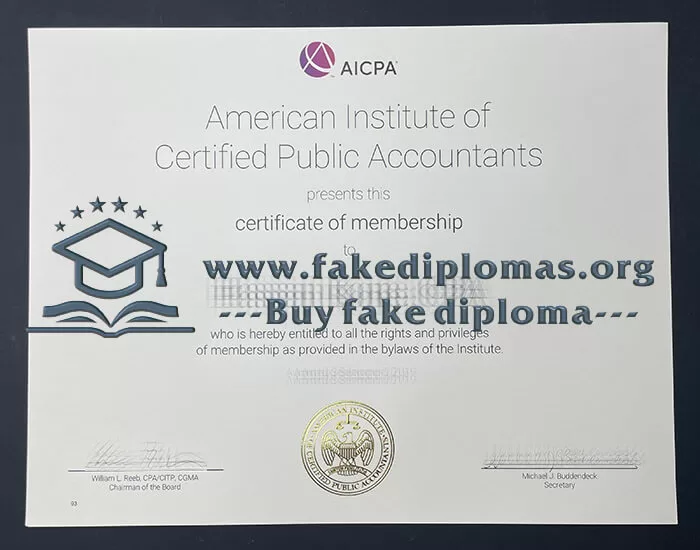 AICPA
American Institute of
Certified Public Accountants
presents this
certificate of membership
to
www.fakediplomas.org
---Buy fake diploma---
who is hereby entitled to all the rights and privileges
of membership as provided in the bylaws of the Institute.
AMERICAN INSTITUTE
CERTIFIED PUBLIC ACCOUNTANTS
William L. Reeb, CPA/CITP, CGMA
Chairman of the Board
Michael J. Buddendeck
Secretary
93